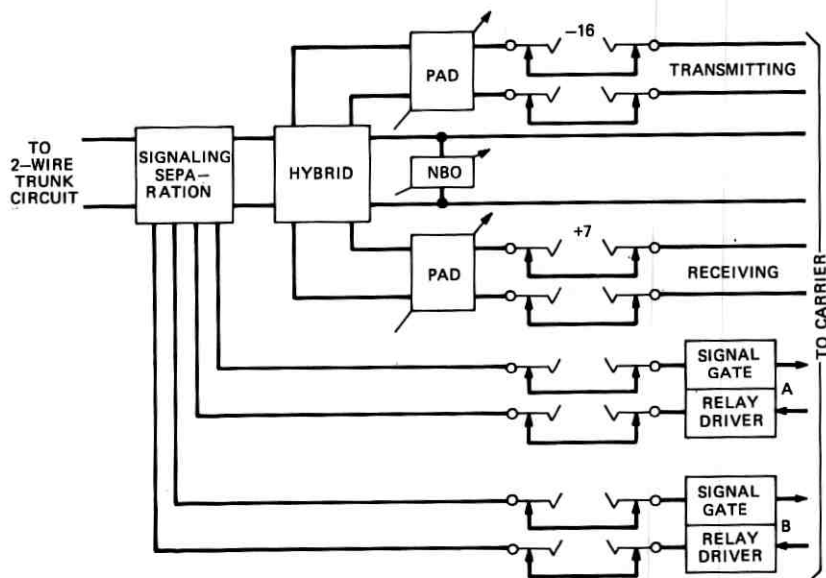 −16
PAD
TRANSMITTING
TO
2−WIRE
TRUNK
CIRCUIT
SIGNALING
SEPA−
RATION
HYBRID
NBO
+7
PAD
RECEIVING
TO CARRIER
SIGNAL
GATE
A
RELAY
DRIVER
SIGNAL
GATE
B
RELAY
DRIVER